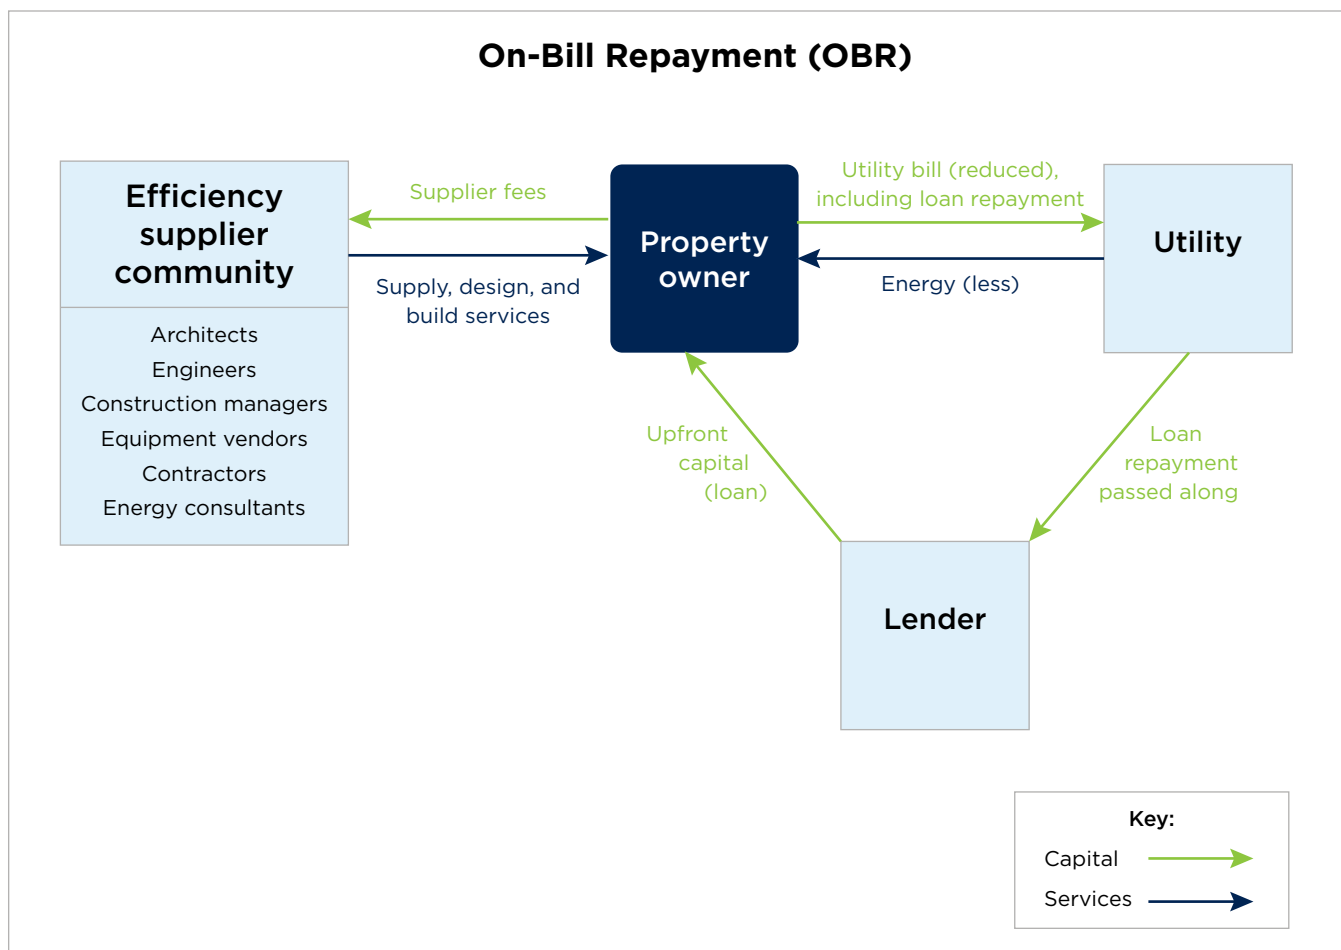 On-Bill Repayment (OBR)
Efficiency
supplier
community
Architects
Engineers
Construction managers
Equipment vendors
Contractors
Energy consultants
Supplier fees
Supply, design, and
build services
Property
owner
Utility bill (reduced),
including loan repayment
Energy (less)
Utility
Upfront
capital
(loan)
Loan
repayment
passed along
Lender
Key:
Capital
Services